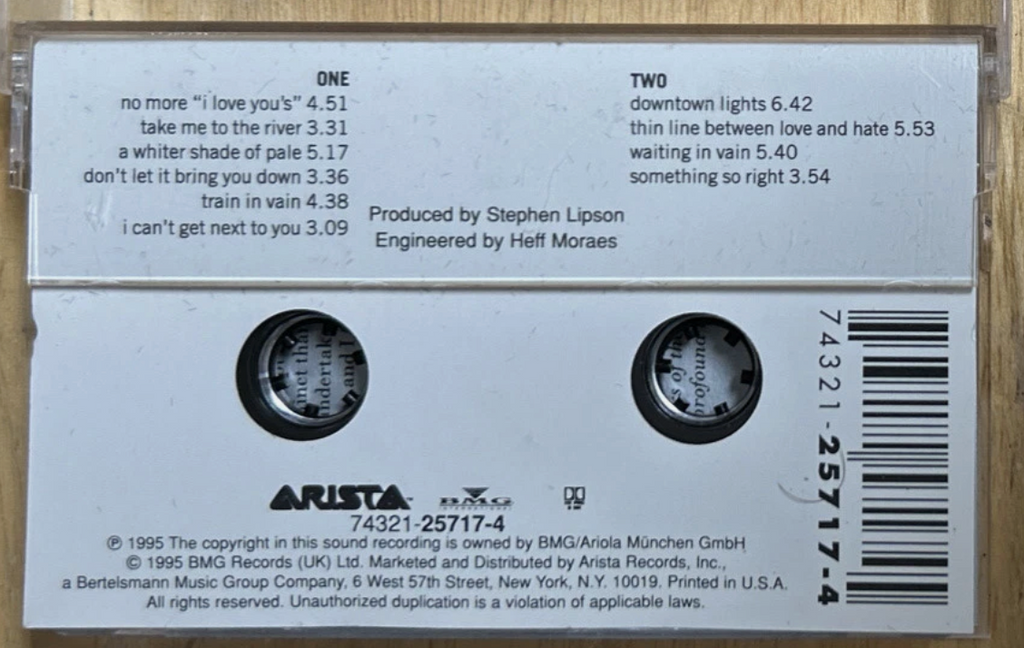 ONE
no more “i love you's” 4.51
take me to the river 3.31
a whiter shade of pale 5.17
don't let it bring you down 3.36
train in vain 4.38
i can't get next to you 3.09
TWO
downtown lights 6.42
thin line between love and hate 5.53
waiting in vain 5.40
something so right 3.54
Produced by Stephen Lipson
Engineered by Heff Moraes
of the
profound
and I
74321-25717-4
ARISTA
BMG
INTERNATIONAL
74321-25717-4
℗ 1995 The copyright in this sound recording is owned by BMG/Ariola München GmbH
© 1995 BMG Records (UK) Ltd. Marketed and Distributed by Arista Records, Inc.,
a Bertelsmann Music Group Company, 6 West 57th Street, New York, N.Y. 10019. Printed in U.S.A.
All rights reserved. Unauthorized duplication is a violation of applicable laws.